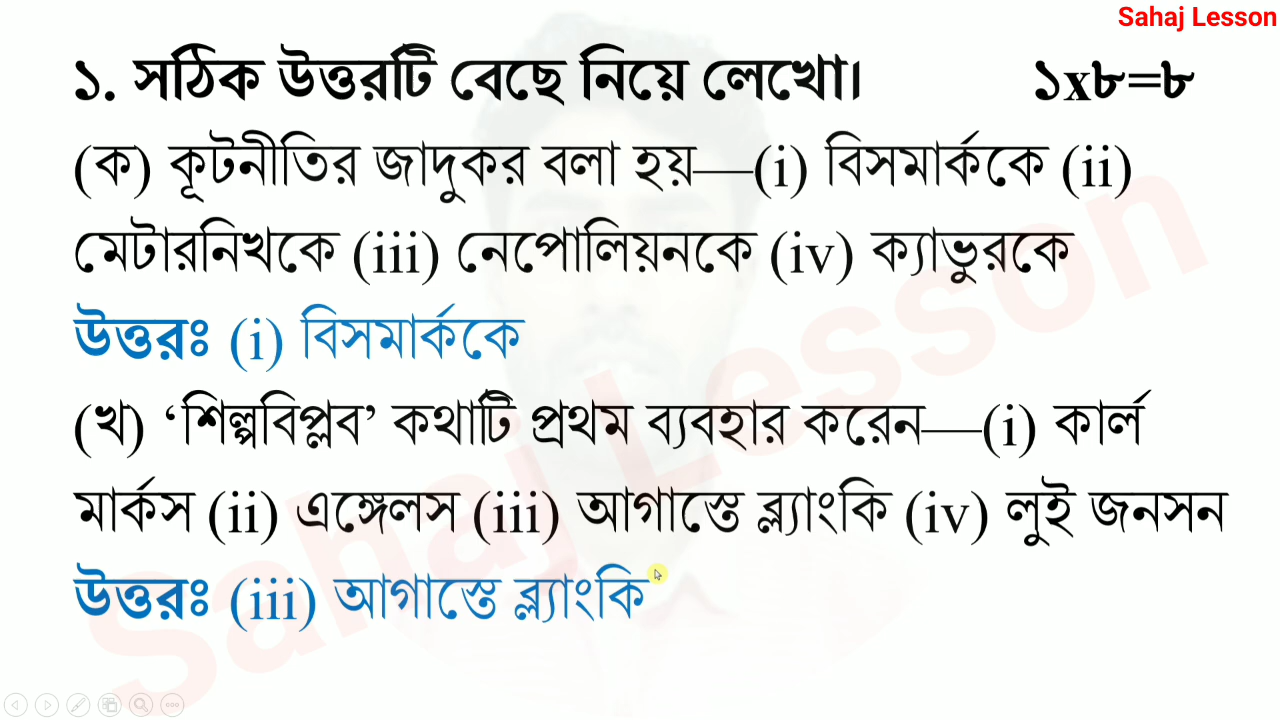 Sahaj Lesson
১. সঠিক উত্তরটি বেছে নিয়ে লেখো। ১x৮=৮
(ক) কূটনীতির জাদুকর বলা হয়—(i) বিসমার্ককে (ii)
মেটারনিখকে (iii) নেপোলিয়নকে (iv) ক্যাভুরকে
উত্তরঃ (i) বিসমার্ককে
(খ) ‘শিল্পবিপ্লব’ কথাটি প্রথম ব্যবহার করেন—(i) কার্ল
মার্কস (ii) এঙ্গেলস (iii) আগাস্তে ব্ল্যাংকি (iv) লুই জনসন
উত্তরঃ (iii) আগাস্তে ব্ল্যাংকি
Sahaj Lesson